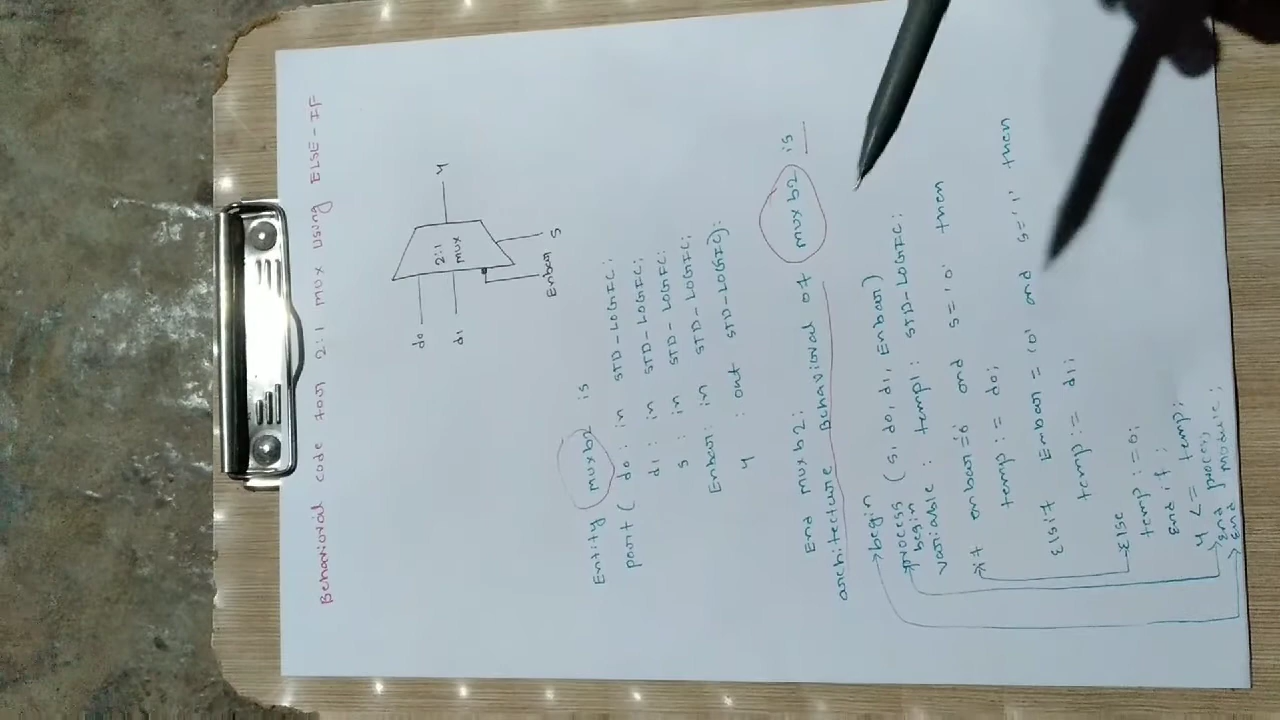 Behavioral code for 2:1 mux using ELSE-IF
d0
d1
2:1
mux
Y
S
Enbar
Entity muxb2 is
port ( d0 : in STD-LOGIC;
d1 : in STD-LOGIC;
S : in STD-LOGIC;
Enbar : in STD-LOGIC;
Y : out STD-LOGIC);
End muxb2;
architecture Behavioral of muxb2 is
begin
process (S, d0, d1, Enbar)
begin
variable : temp1 : STD-LOGIC;
if enbar=0 and S='0' then
temp := d0;
Elsif Enbar='0' and S='1' then
temp := d1;
Else
temp :=0;
End if;
Y <= temp;
End process;
End module;